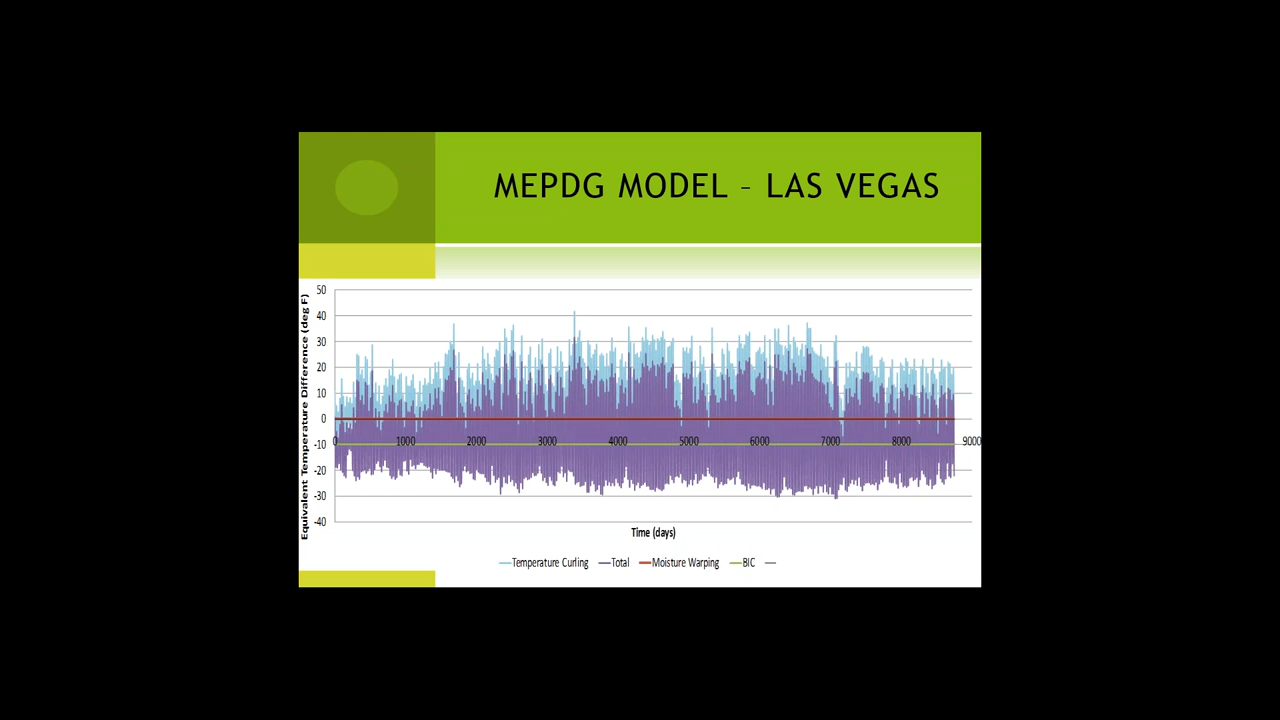 MEPDG MODEL – LAS VEGAS
Equivalent Temperature Difference (deg F)
50
40
30
20
10
0
-10
-20
-30
-40
0 1000 2000 3000 4000 5000 6000 7000 8000 9000
Time (days)
Temperature Curling Total Moisture Warping BIC